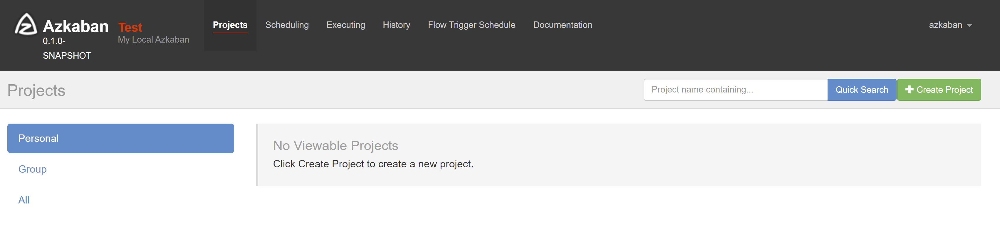 Azkaban
0.1.0-
SNAPSHOT
Test
My Local Azkaban
Projects
Scheduling
Executing
History
Flow Trigger Schedule
Documentation
azkaban
Projects
Project name containing...
Quick Search
Create Project
Personal
Group
All
No Viewable Projects
Click Create Project to create a new project.